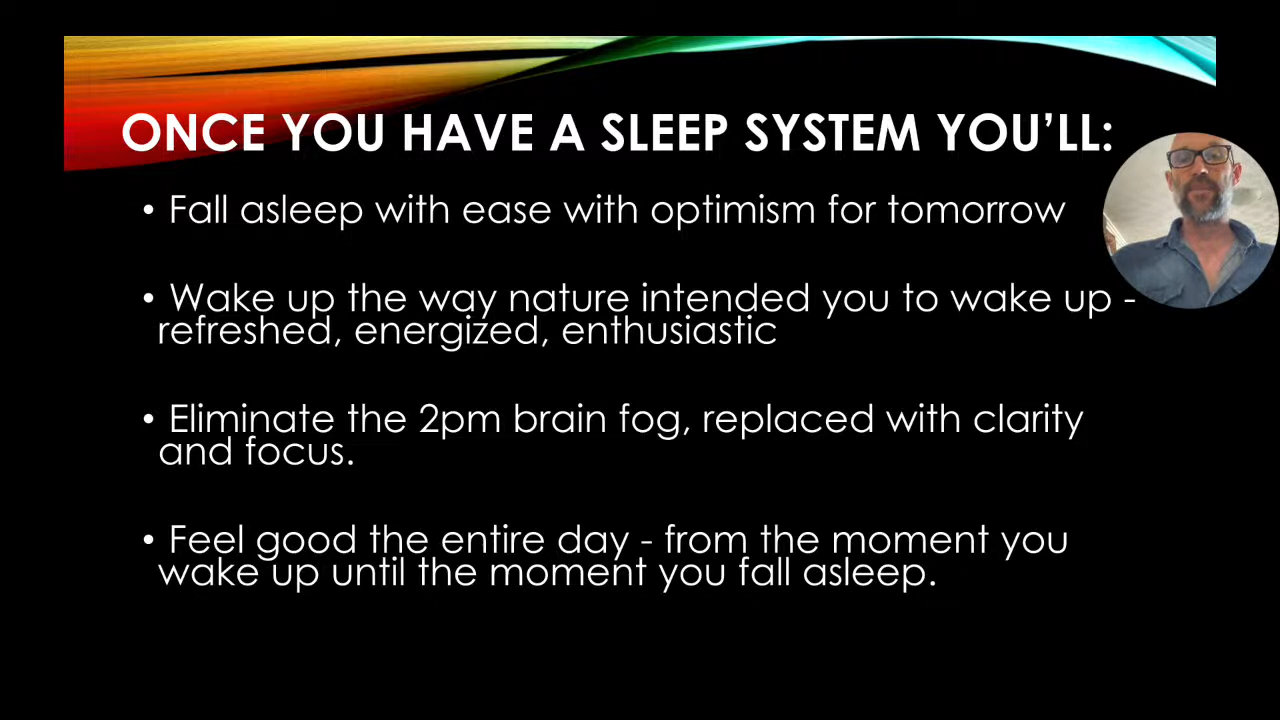 ONCE YOU HAVE A SLEEP SYSTEM YOU’LL:
• Fall asleep with ease with optimism for tomorrow
• Wake up the way nature intended you to wake up -
refreshed, energized, enthusiastic
• Eliminate the 2pm brain fog, replaced with clarity
and focus.
• Feel good the entire day - from the moment you
wake up until the moment you fall asleep.